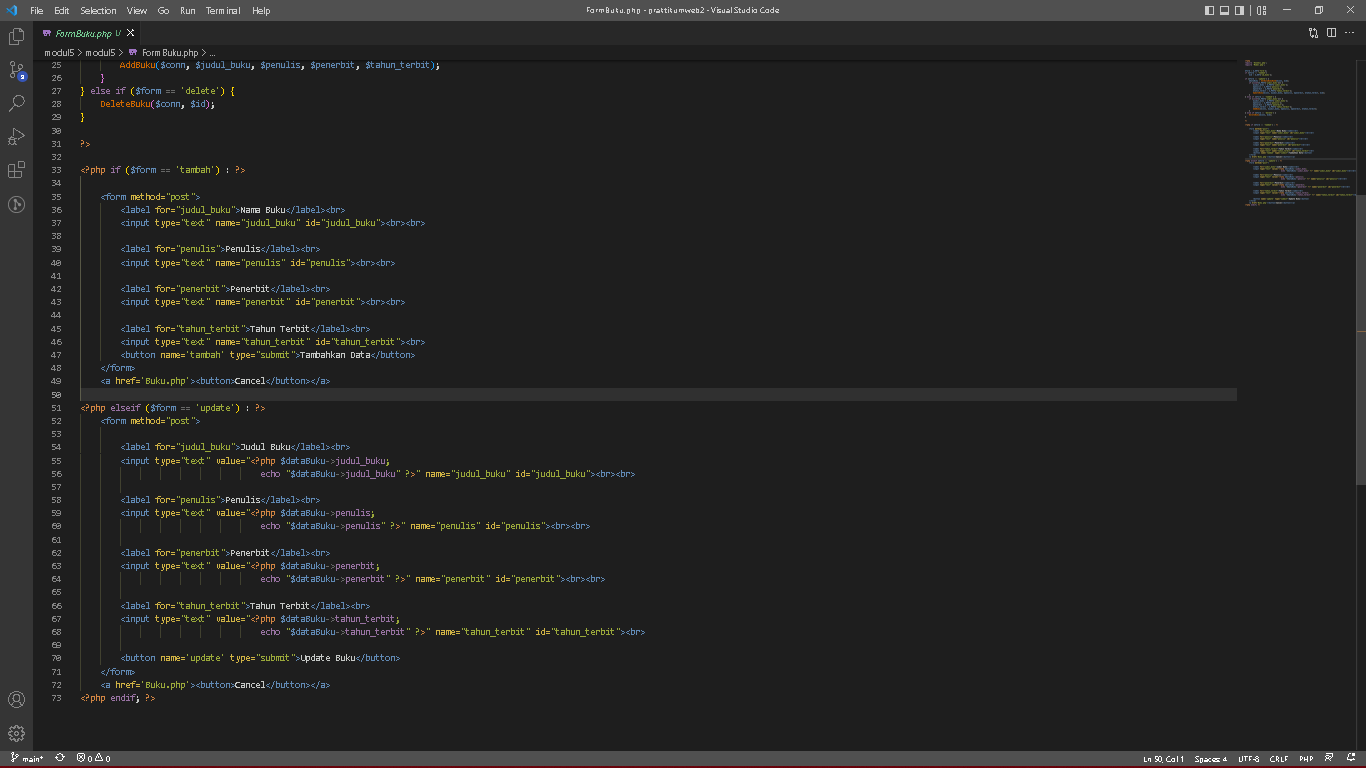 File Edit Selection View Go Run Terminal Help FormBuku.php - prattikumweb2 - Visual Studio Code
FormBuku.php U
modul5 > modul5 > FormBuku.php > ...
25 AddBuku($conn, $judul_buku, $penulis, $penerbit, $tahun_terbit);
26 }
27 } else if ($form == 'delete') {
28 DeleteBuku($conn, $id);
29 }
30
31 ?>
32
33 <?php if ($form == 'tambah') : ?>
34
35 <form method="post">
36 <label for="judul_buku">Nama Buku</label><br>
37 <input type="text" name="judul_buku" id="judul_buku"><br><br>
38
39 <label for="penulis">Penulis</label><br>
40 <input type="text" name="penulis" id="penulis"><br><br>
41
42 <label for="penerbit">Penerbit</label><br>
43 <input type="text" name="penerbit" id="penerbit"><br><br>
44
45 <label for="tahun_terbit">Tahun Terbit</label><br>
46 <input type="text" name="tahun_terbit" id="tahun_terbit"><br>
47 <button name='tambah' type="submit">Tambahkan Data</button>
48 </form>
49 <a href='Buku.php'><button>Cancel</button></a>
50
51 <?php elseif ($form == 'update') : ?>
52 <form method="post">
53
54 <label for="judul_buku">Judul Buku</label><br>
55 <input type="text" value="<?php $dataBuku->judul_buku;
56 echo "$dataBuku->judul_buku" ?>" name="judul_buku" id="judul_buku"><br><br>
57
58 <label for="penulis">Penulis</label><br>
59 <input type="text" value="<?php $dataBuku->penulis;
60 echo "$dataBuku->penulis" ?>" name="penulis" id="penulis"><br><br>
61
62 <label for="penerbit">Penerbit</label><br>
63 <input type="text" value="<?php $dataBuku->penerbit;
64 echo "$dataBuku->penerbit" ?>" name="penerbit" id="penerbit"><br><br>
65
66 <label for="tahun_terbit">Tahun Terbit</label><br>
67 <input type="text" value="<?php $dataBuku->tahun_terbit;
68 echo "$dataBuku->tahun_terbit" ?>" name="tahun_terbit" id="tahun_terbit"><br>
69
70 <button name='update' type="submit">Update Buku</button>
71 </form>
72 <a href='Buku.php'><button>Cancel</button></a>
73 <?php endif; ?>
main* 0 0 Ln 50, Col 1 Spaces: 4 UTF-8 CRLF PHP